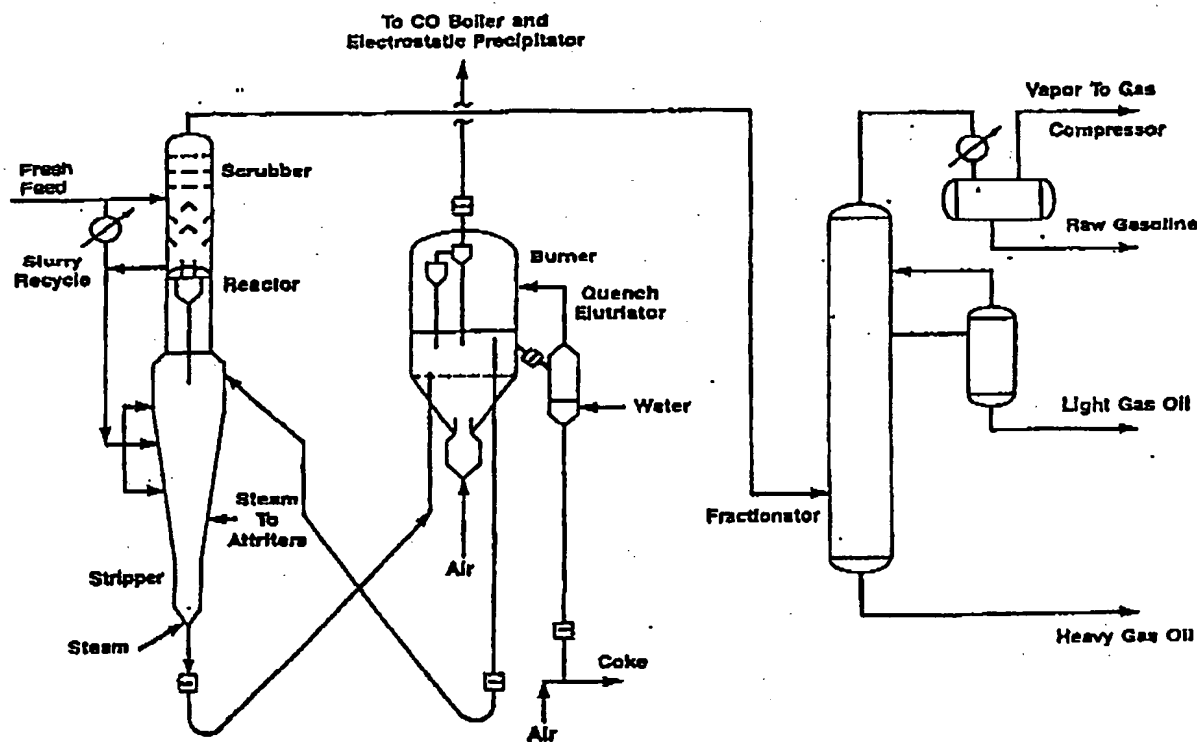 To CO Boiler and
Electrostatic Precipitator
Vapor To Gas
Compressor
Scrubber
Fresh
Feed
Raw Gasoline
Burner
Slurry
Recycle
Reactor
Quench
Elutriator
Water
Light Gas Oil
Steam
To
Attriters
Fractionator
Air
Stripper
Steam
Heavy Gas Oil
Coke
Air